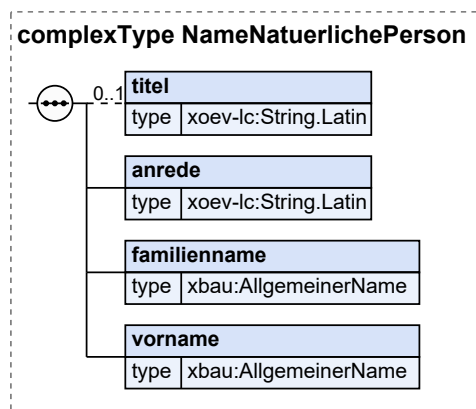 complexType NameNatuerlichePerson
0..1
titel
type xoev-lc:String.Latin
anrede
type xoev-lc:String.Latin
familienname
type xbau:AllgemeinerName
vorname
type xbau:AllgemeinerName